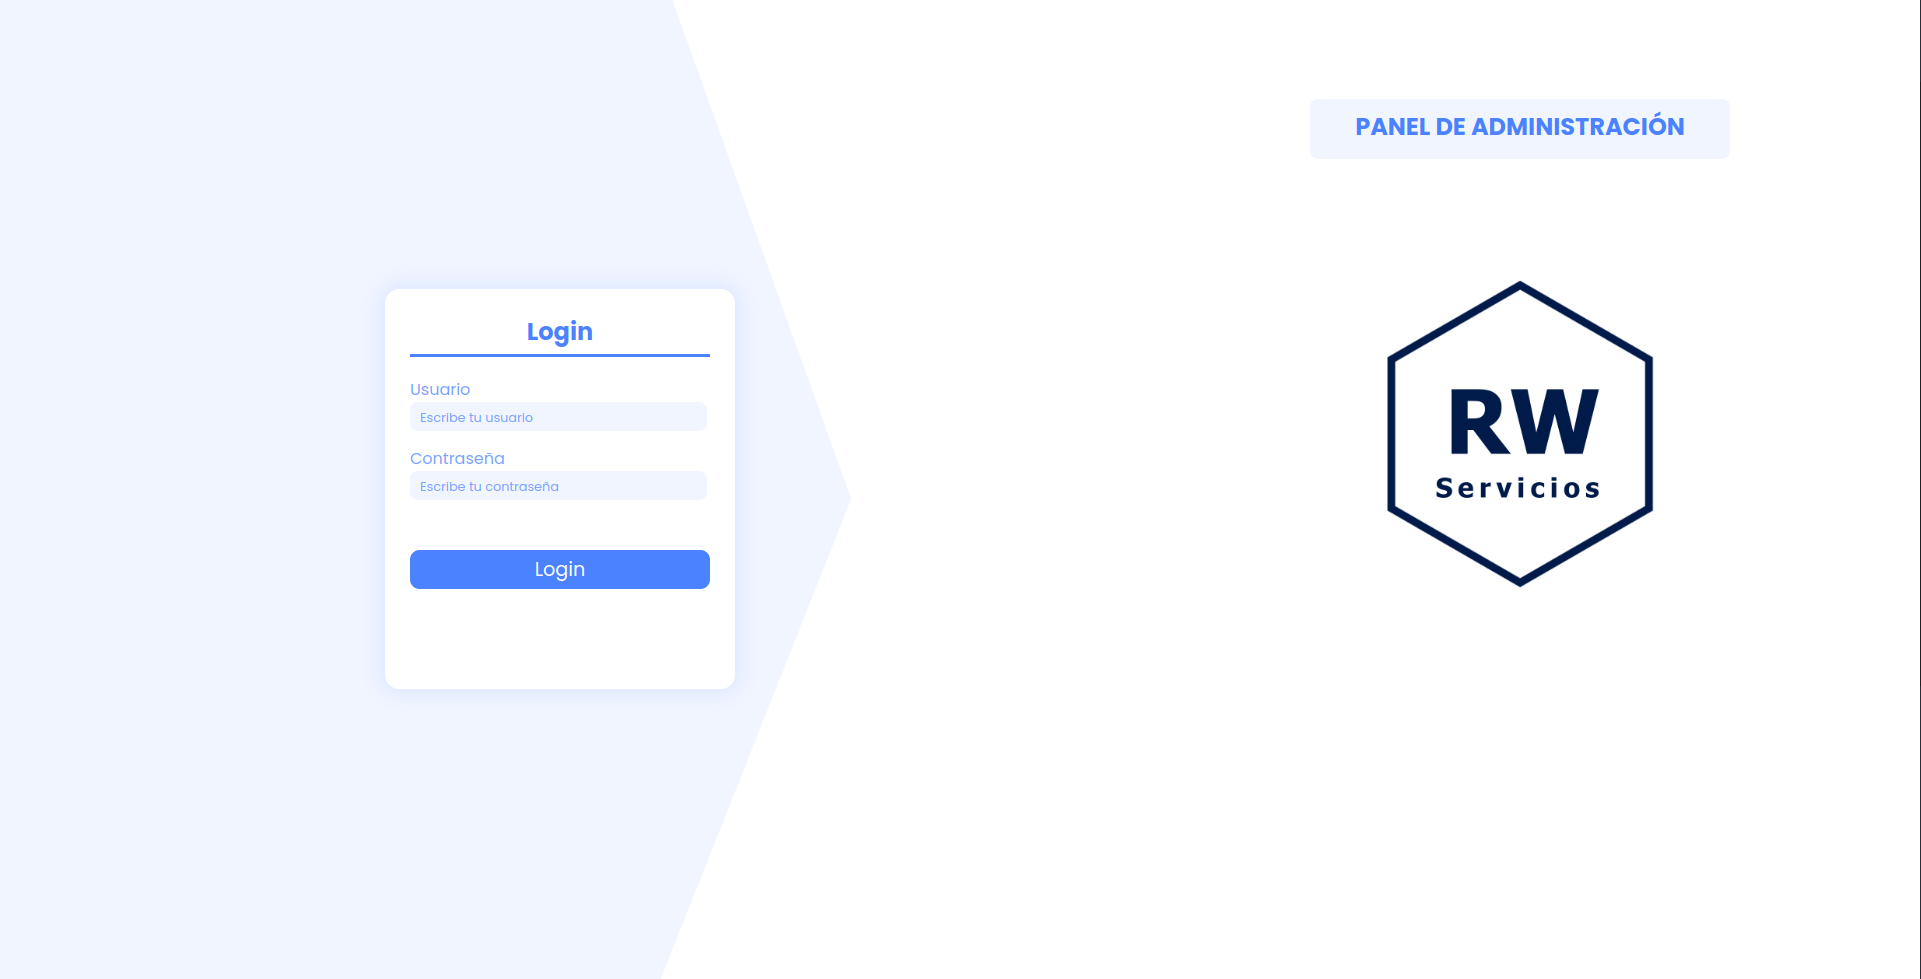 Login
Usuario
Escribe tu usuario
Contraseña
Escribe tu contraseña
Login
PANEL DE ADMINISTRACIÓN
RW
Servicios